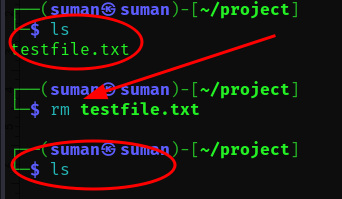 ┌──(suman㉿suman)-[~/project]
└─$ ls
testfile.txt
┌──(suman㉿suman)-[~/project]
└─$ rm testfile.txt
┌──(suman㉿suman)-[~/project]
└─$ ls